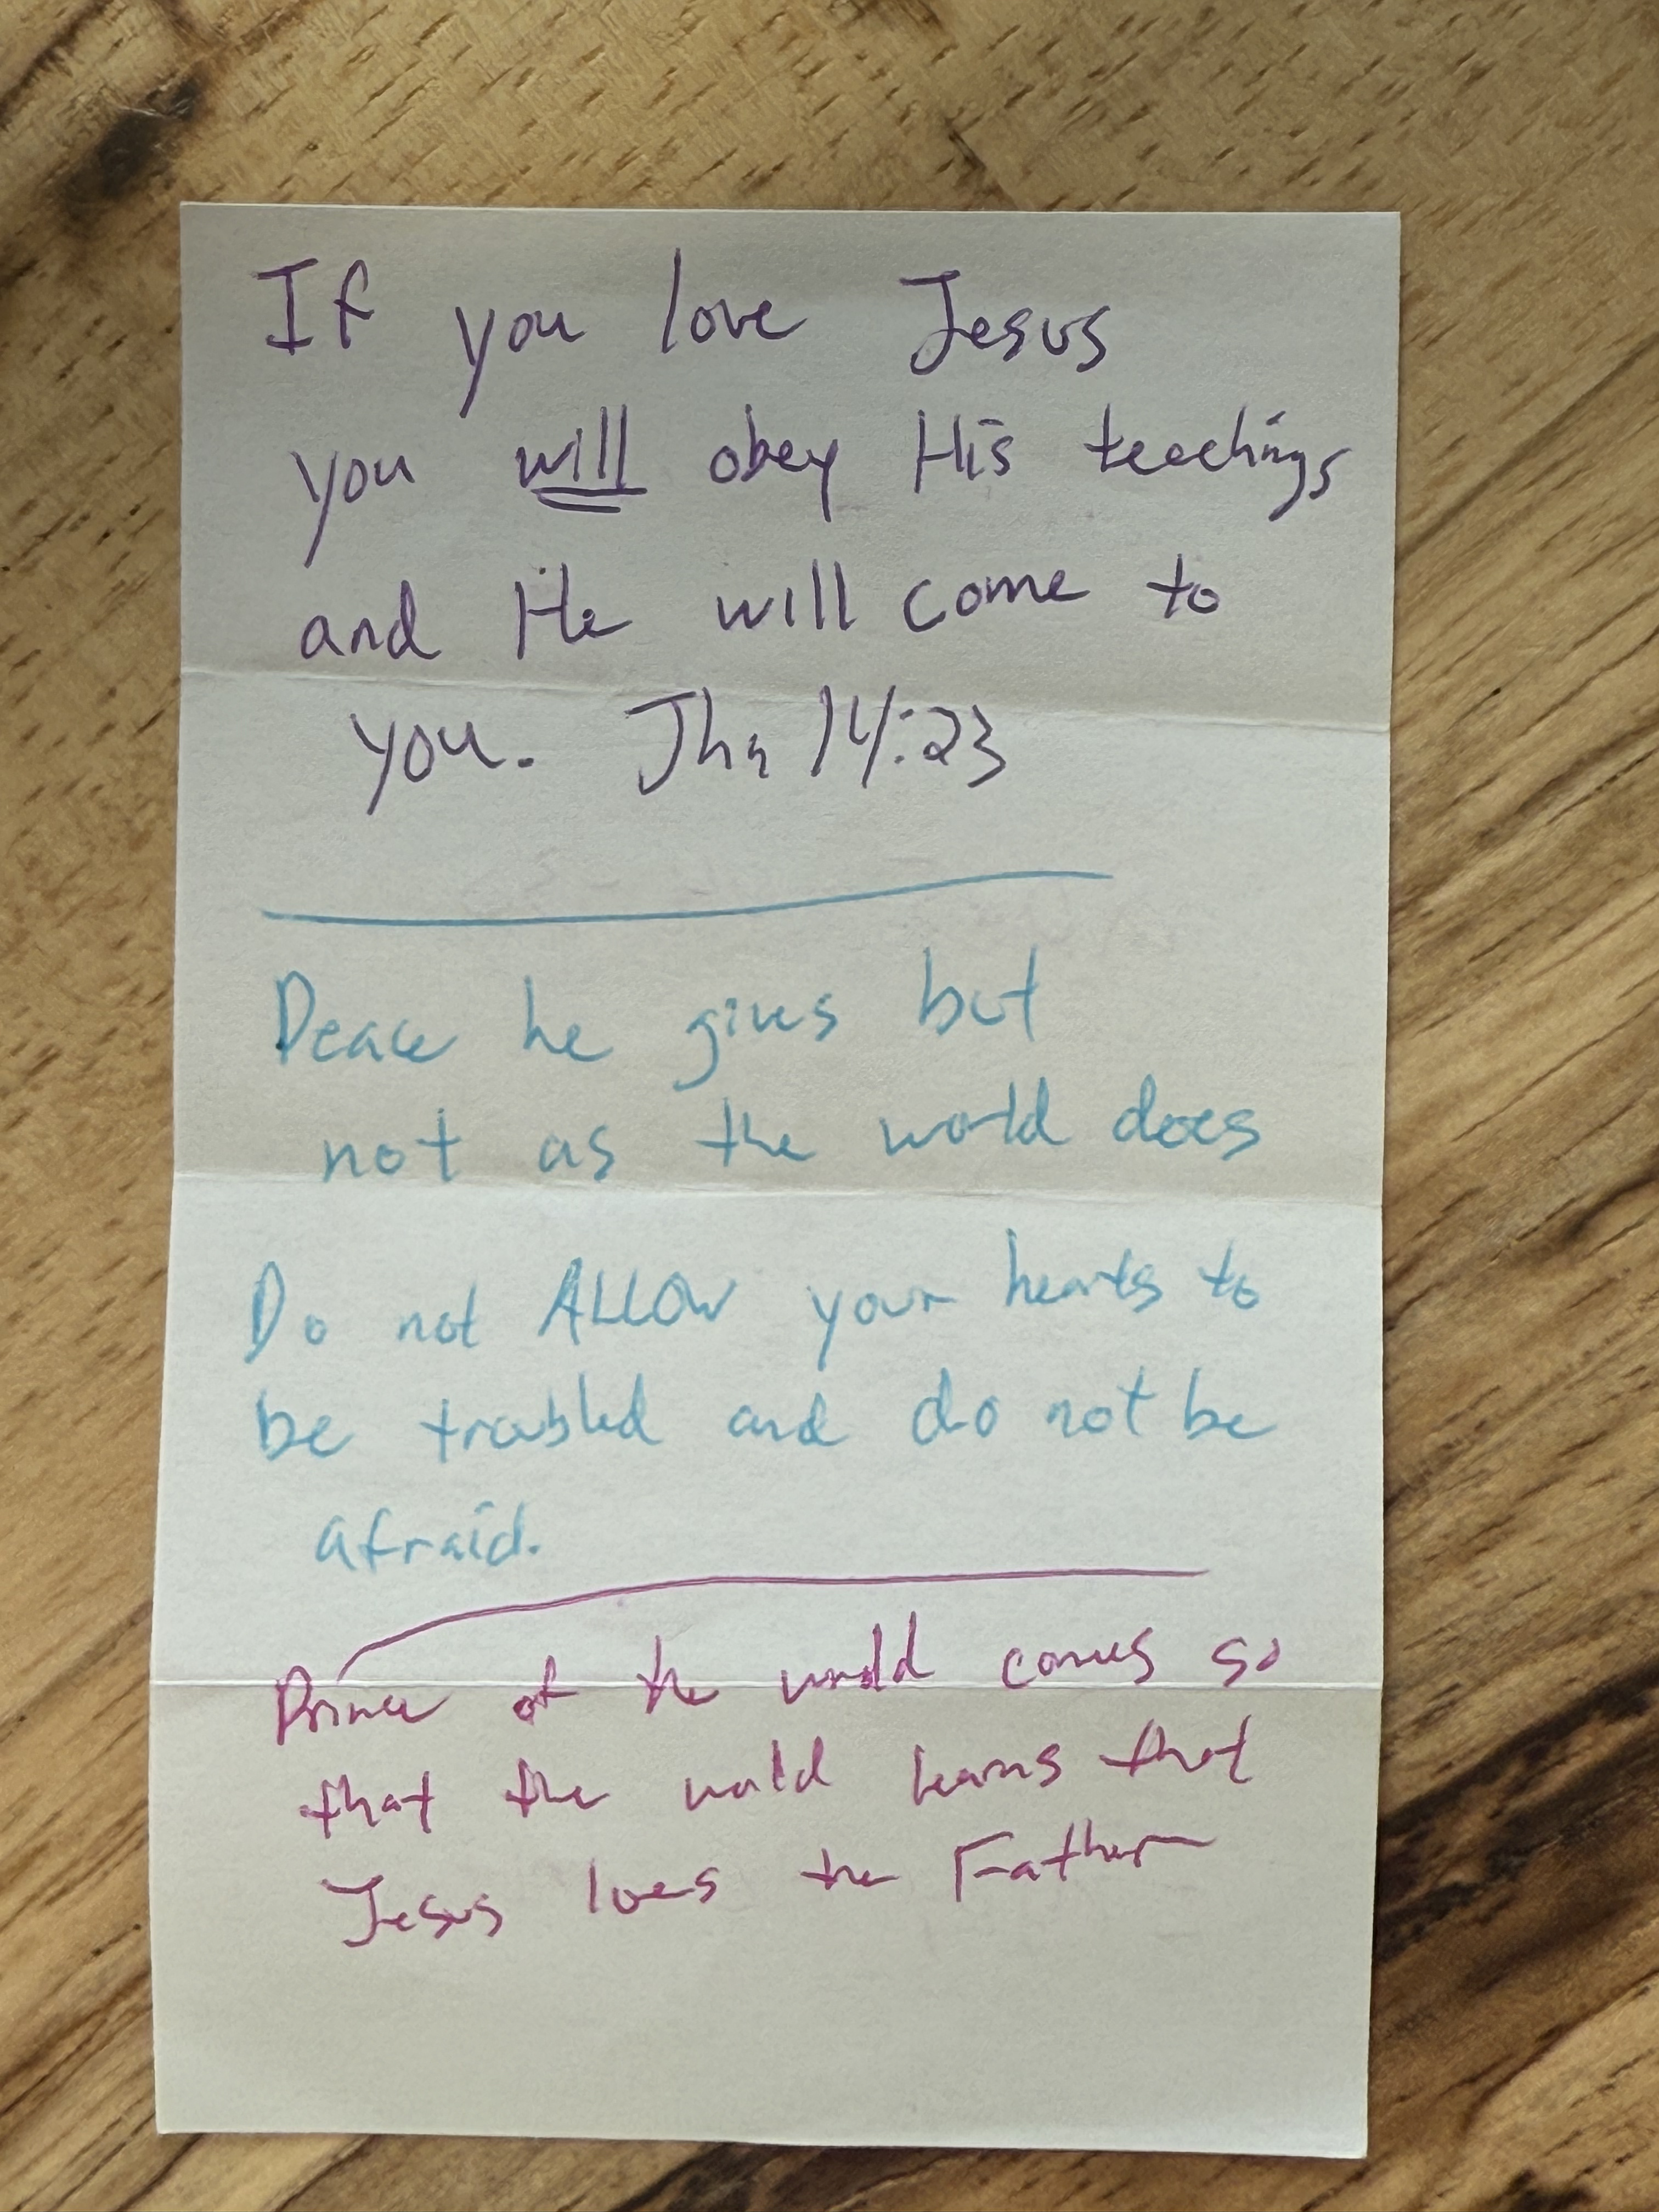 If you love Jesus
you will obey His teachings
and He will come to
you. Jhn 14:23
Peace he gives but
not as the world does
Do not ALLOW your hearts to
be troubled and do not be
afraid.
Prince of the world comes so
that the world learns that
Jesus loves the Father